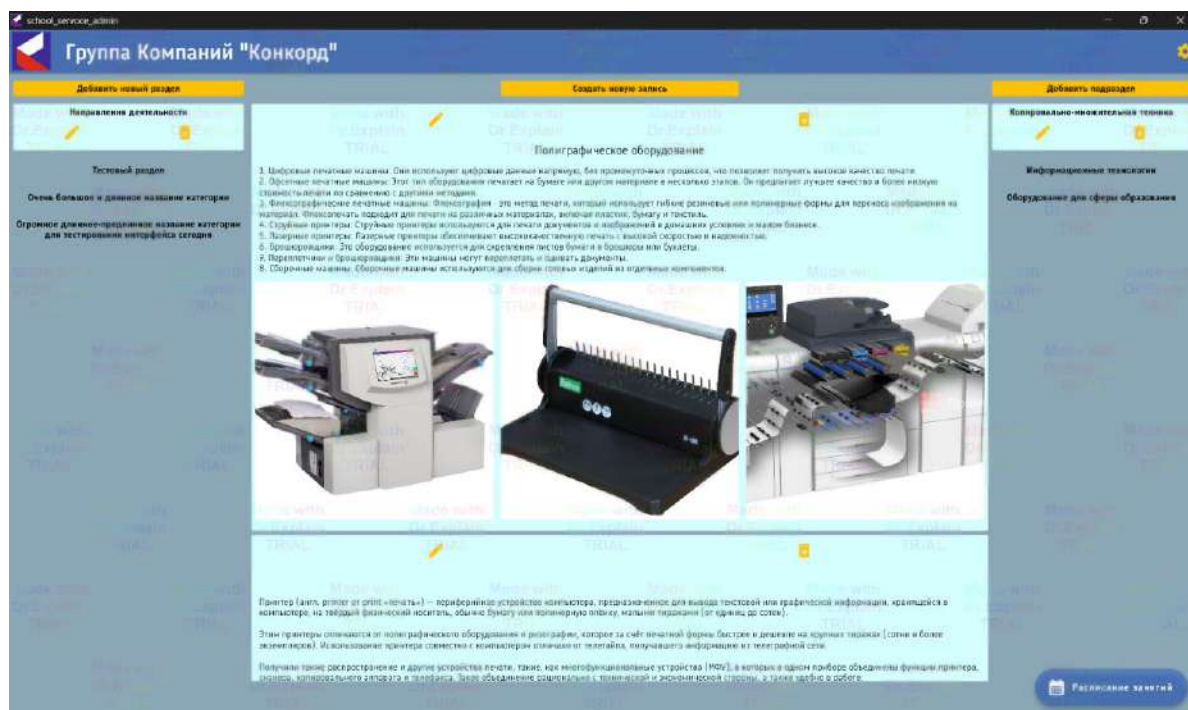 school_servoce_admin
Группа Компаний "Конкорд"
Добавить новый раздел
Создать новую запись
Добавить подраздел
Направления деятельности
Копировально-множительная техника
Тестовый раздел
Очень большое и длинное название категории
Огромное длинное-предлинное название категории
для тестирования интерфейса сегодня
Информационные технологии
Оборудование для сферы образования
Полиграфическое оборудование
1. Цифровые печатные машины: Они используют цифровые данные напрямую, без промежуточных процессов, что позволяет получить высокое качество печати.
2. Офсетные печатные машины: Этот тип оборудования печатает на бумаге или другом материале в несколько этапов. Он предлагает лучшее качество и более низкую
стоимость печати по сравнению с другими методами.
3. Флексографические печатные машины: Флексография - это метод печати, который использует гибкие резиновые или полимерные формы для переноса изображения на
материал. Флексопечать подходит для печати на различных материалах, включая пластик, бумагу и текстиль.
4. Струйные принтеры: Струйные принтеры используются для печати документов и изображений в домашних условиях и малом бизнесе.
5. Лазерные принтеры: Лазерные принтеры обеспечивают высококачественную печать с высокой скоростью и надежностью.
6. Брошюровщики: Это оборудование используется для скрепления листов бумаги в брошюры или буклеты.
7. Переплетчики и брошюровщики: Эти машины могут переплетать и сшивать документы.
8. Сборочные машины: Сборочные машины используются для сборки готовых изделий из отдельных компонентов.
Принтер (англ. printer от print «печать») — периферийное устройство компьютера, предназначенное для вывода текстовой или графической информации, хранящейся в
компьютере, на твёрдый физический носитель, обычно бумагу или полимерную плёнку, малыми тиражами (от единиц до сотен).
Этим принтеры отличаются от полиграфического оборудования и ризографии, которое за счёт печатной формы быстрее и дешевле на крупных тиражах (сотни и более
экземпляров). Использование принтера совместно с компьютером отличало от телетайпа, получавшего информацию из телеграфной сети.
Получили также распространение и другие устройства печати, такие, как многофункциональные устройства (МФУ), в которых в одном приборе объединены функции принтера,
сканера, копировального аппарата и телефакса. Такое объединение рационально с технической и экономической стороны, а также удобно в работе.
Расписание занятий
Made with
Dr.Explain
TRIAL